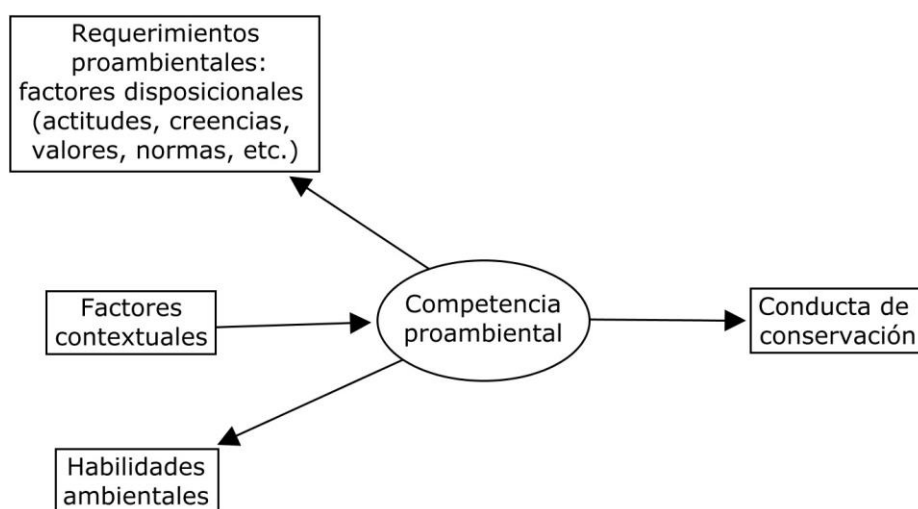 Requerimientos
proambientales:
factores disposicionales
(actitudes, creencias,
valores, normas, etc.)
Factores
contextuales
Competencia
proambiental
Conducta de
conservación
Habilidades
ambientales